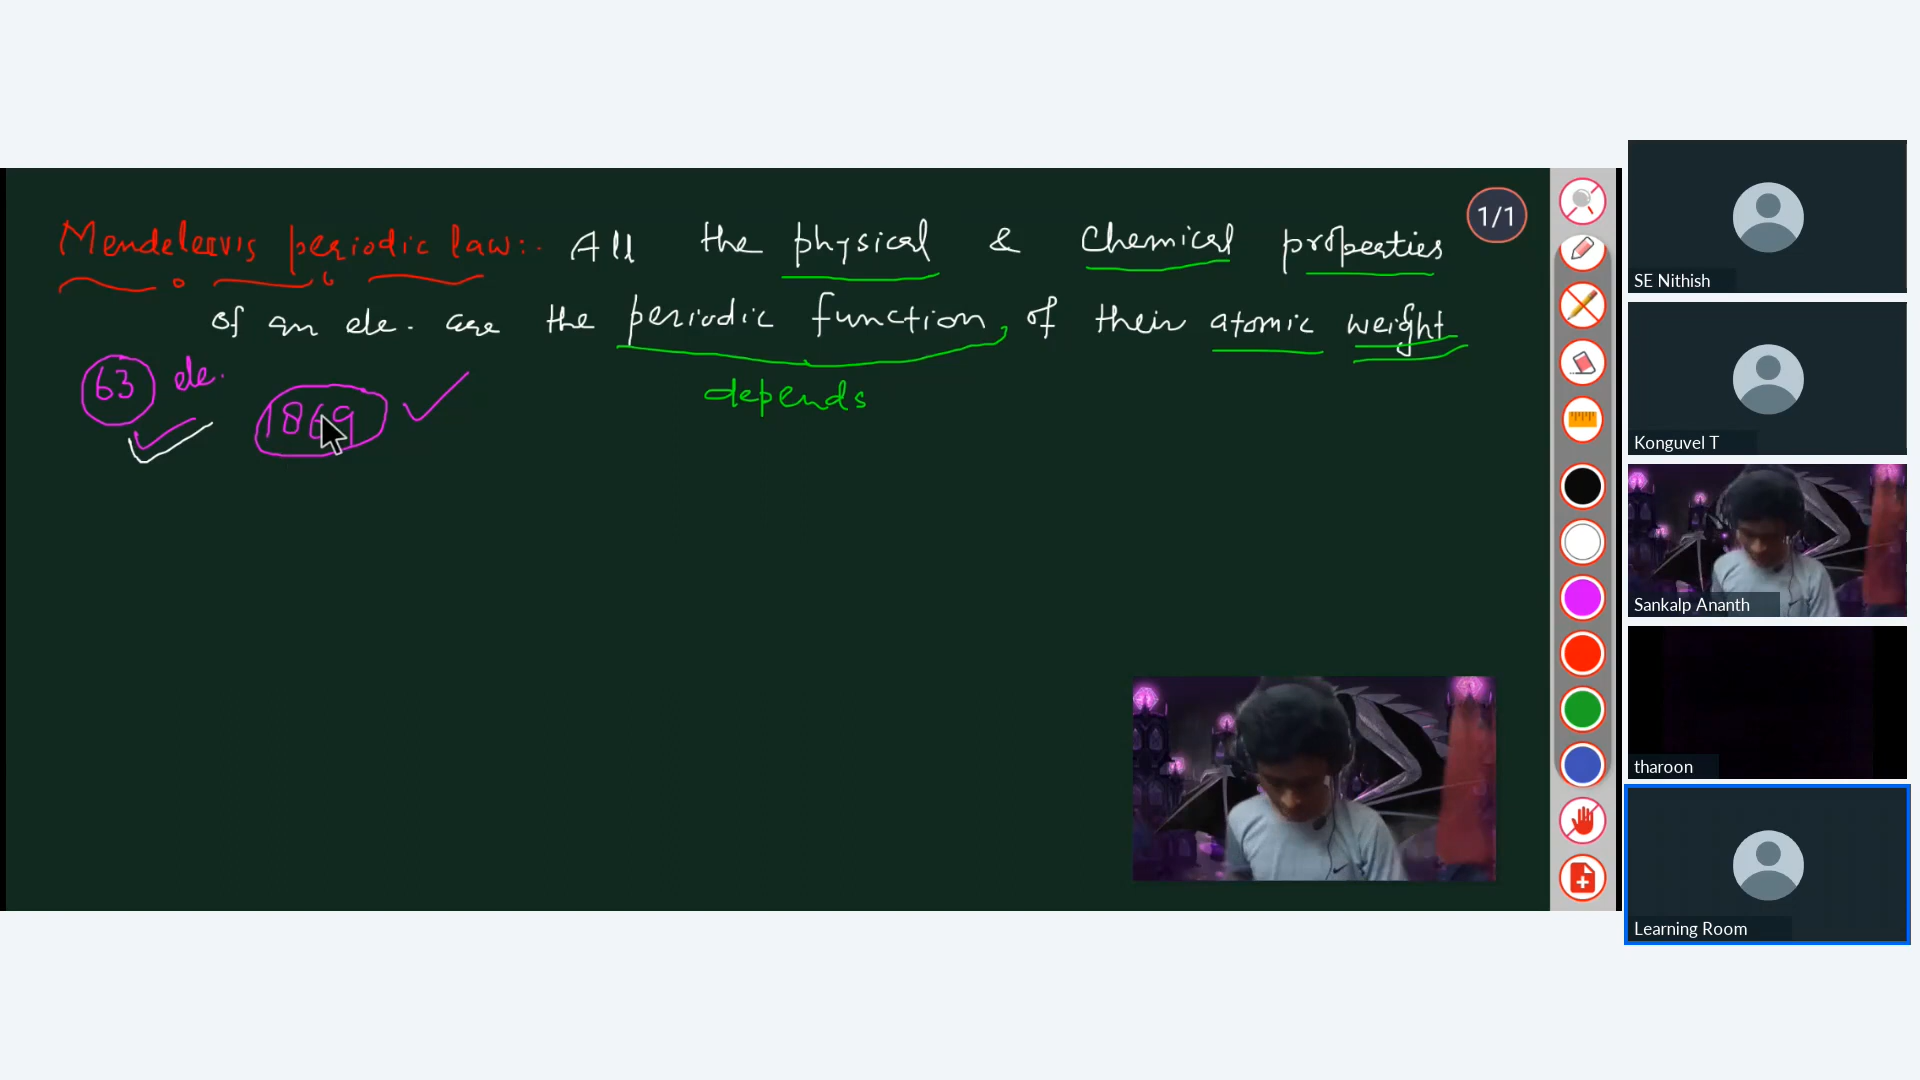 Mendeleevis periodic law:- All the physical & Chemical properties
of an ele. are the periodic function, of their atomic weight
63 ele.
depends
1869
1/1
SE Nithish
Konguvel T
Sankalp Ananth
tharoon
Learning Room